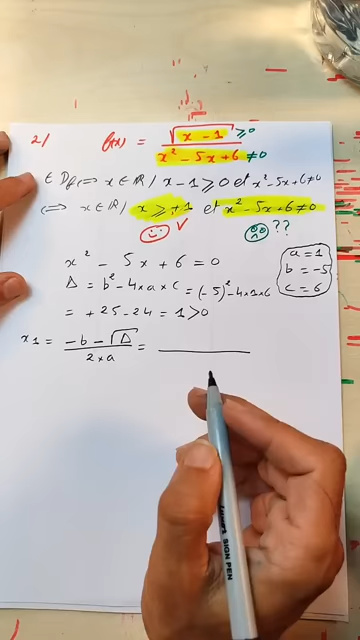 2/ f(x) = √(x - 1) ≥0 / x² - 5x + 6 ≠0
∈ Df ⇔ x ∈ ℝ / x - 1 ≥ 0 et x² - 5x + 6 ≠ 0
⇔ x ∈ ℝ / x ≥ +1 et x² - 5x + 6 ≠ 0
✓ ??
x² - 5x + 6 = 0
a = 1
b = -5
c = 6
Δ = b² - 4×a×c = (-5)² - 4×1×6
= +25 - 24 = 1 > 0
x1 = (-b - √Δ) / (2×a) =
SIGN PEN